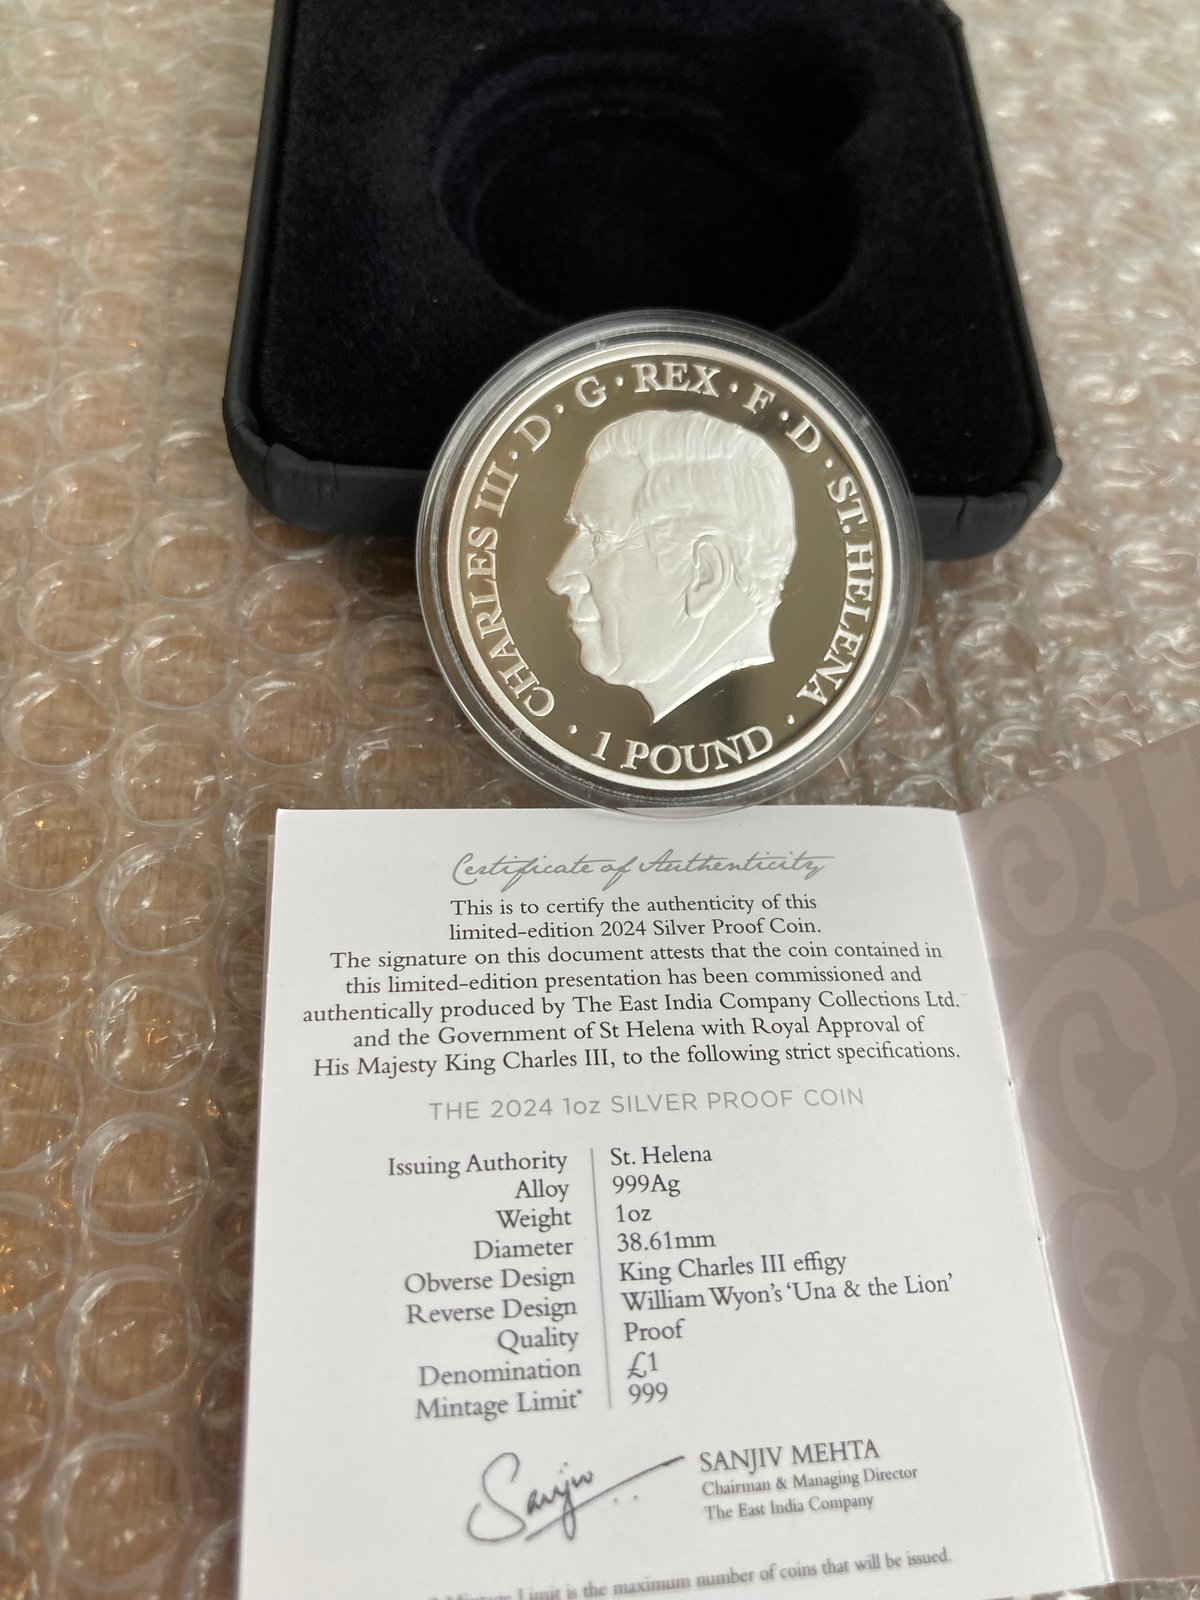 CHARLES III · D · G · REX · F · D · ST. HELENA ·
1 POUND ·
Certificate of Authenticity
This is to certify the authenticity of this
limited-edition 2024 Silver Proof Coin.
The signature on this document attests that the coin contained in
this limited-edition presentation has been commissioned and
authentically produced by The East India Company Collections Ltd.
and the Government of St Helena with Royal Approval of
His Majesty King Charles III, to the following strict specifications.
THE 2024 1oz SILVER PROOF COIN
Issuing Authority St. Helena
Alloy 999Ag
Weight 1oz
Diameter 38.61mm
Obverse Design King Charles III effigy
Reverse Design William Wyon's 'Una & the Lion'
Quality Proof
Denomination £1
Mintage Limit* 999
Sanjiv
SANJIV MEHTA
Chairman & Managing Director
The East India Company
Mintage Limit is the maximum number of coins that will be issued.